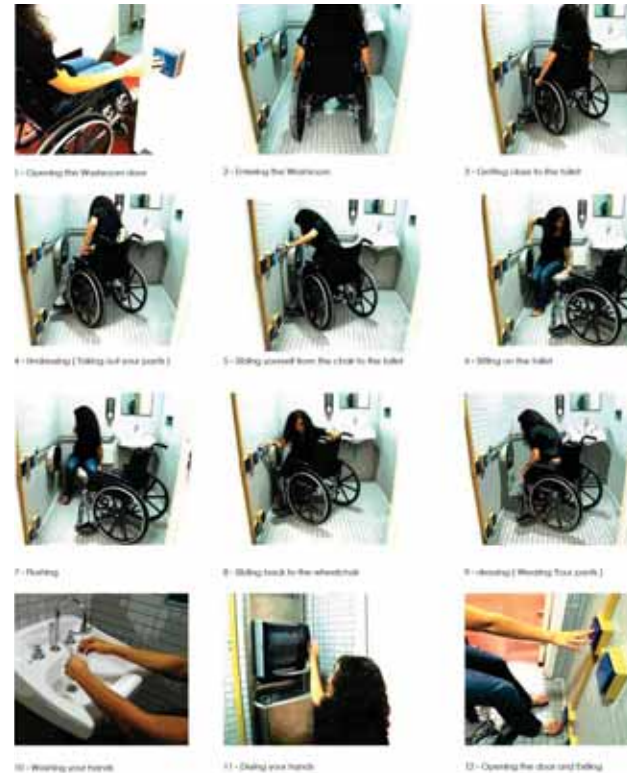 1 - Opening the Washroom door
2 - Entering the Washroom
3 - Getting close to the toilet
4 - Undressing ( Taking out your pants )
5 - Sliding yourself from the chair to the toilet
6 - Sitting on the toilet
7 - Flushing
8 - Sliding back to the wheelchair
9 - dressing ( Wearing Your pants )
10 - Washing your hands
11 - your hands
12 - Opening the door and